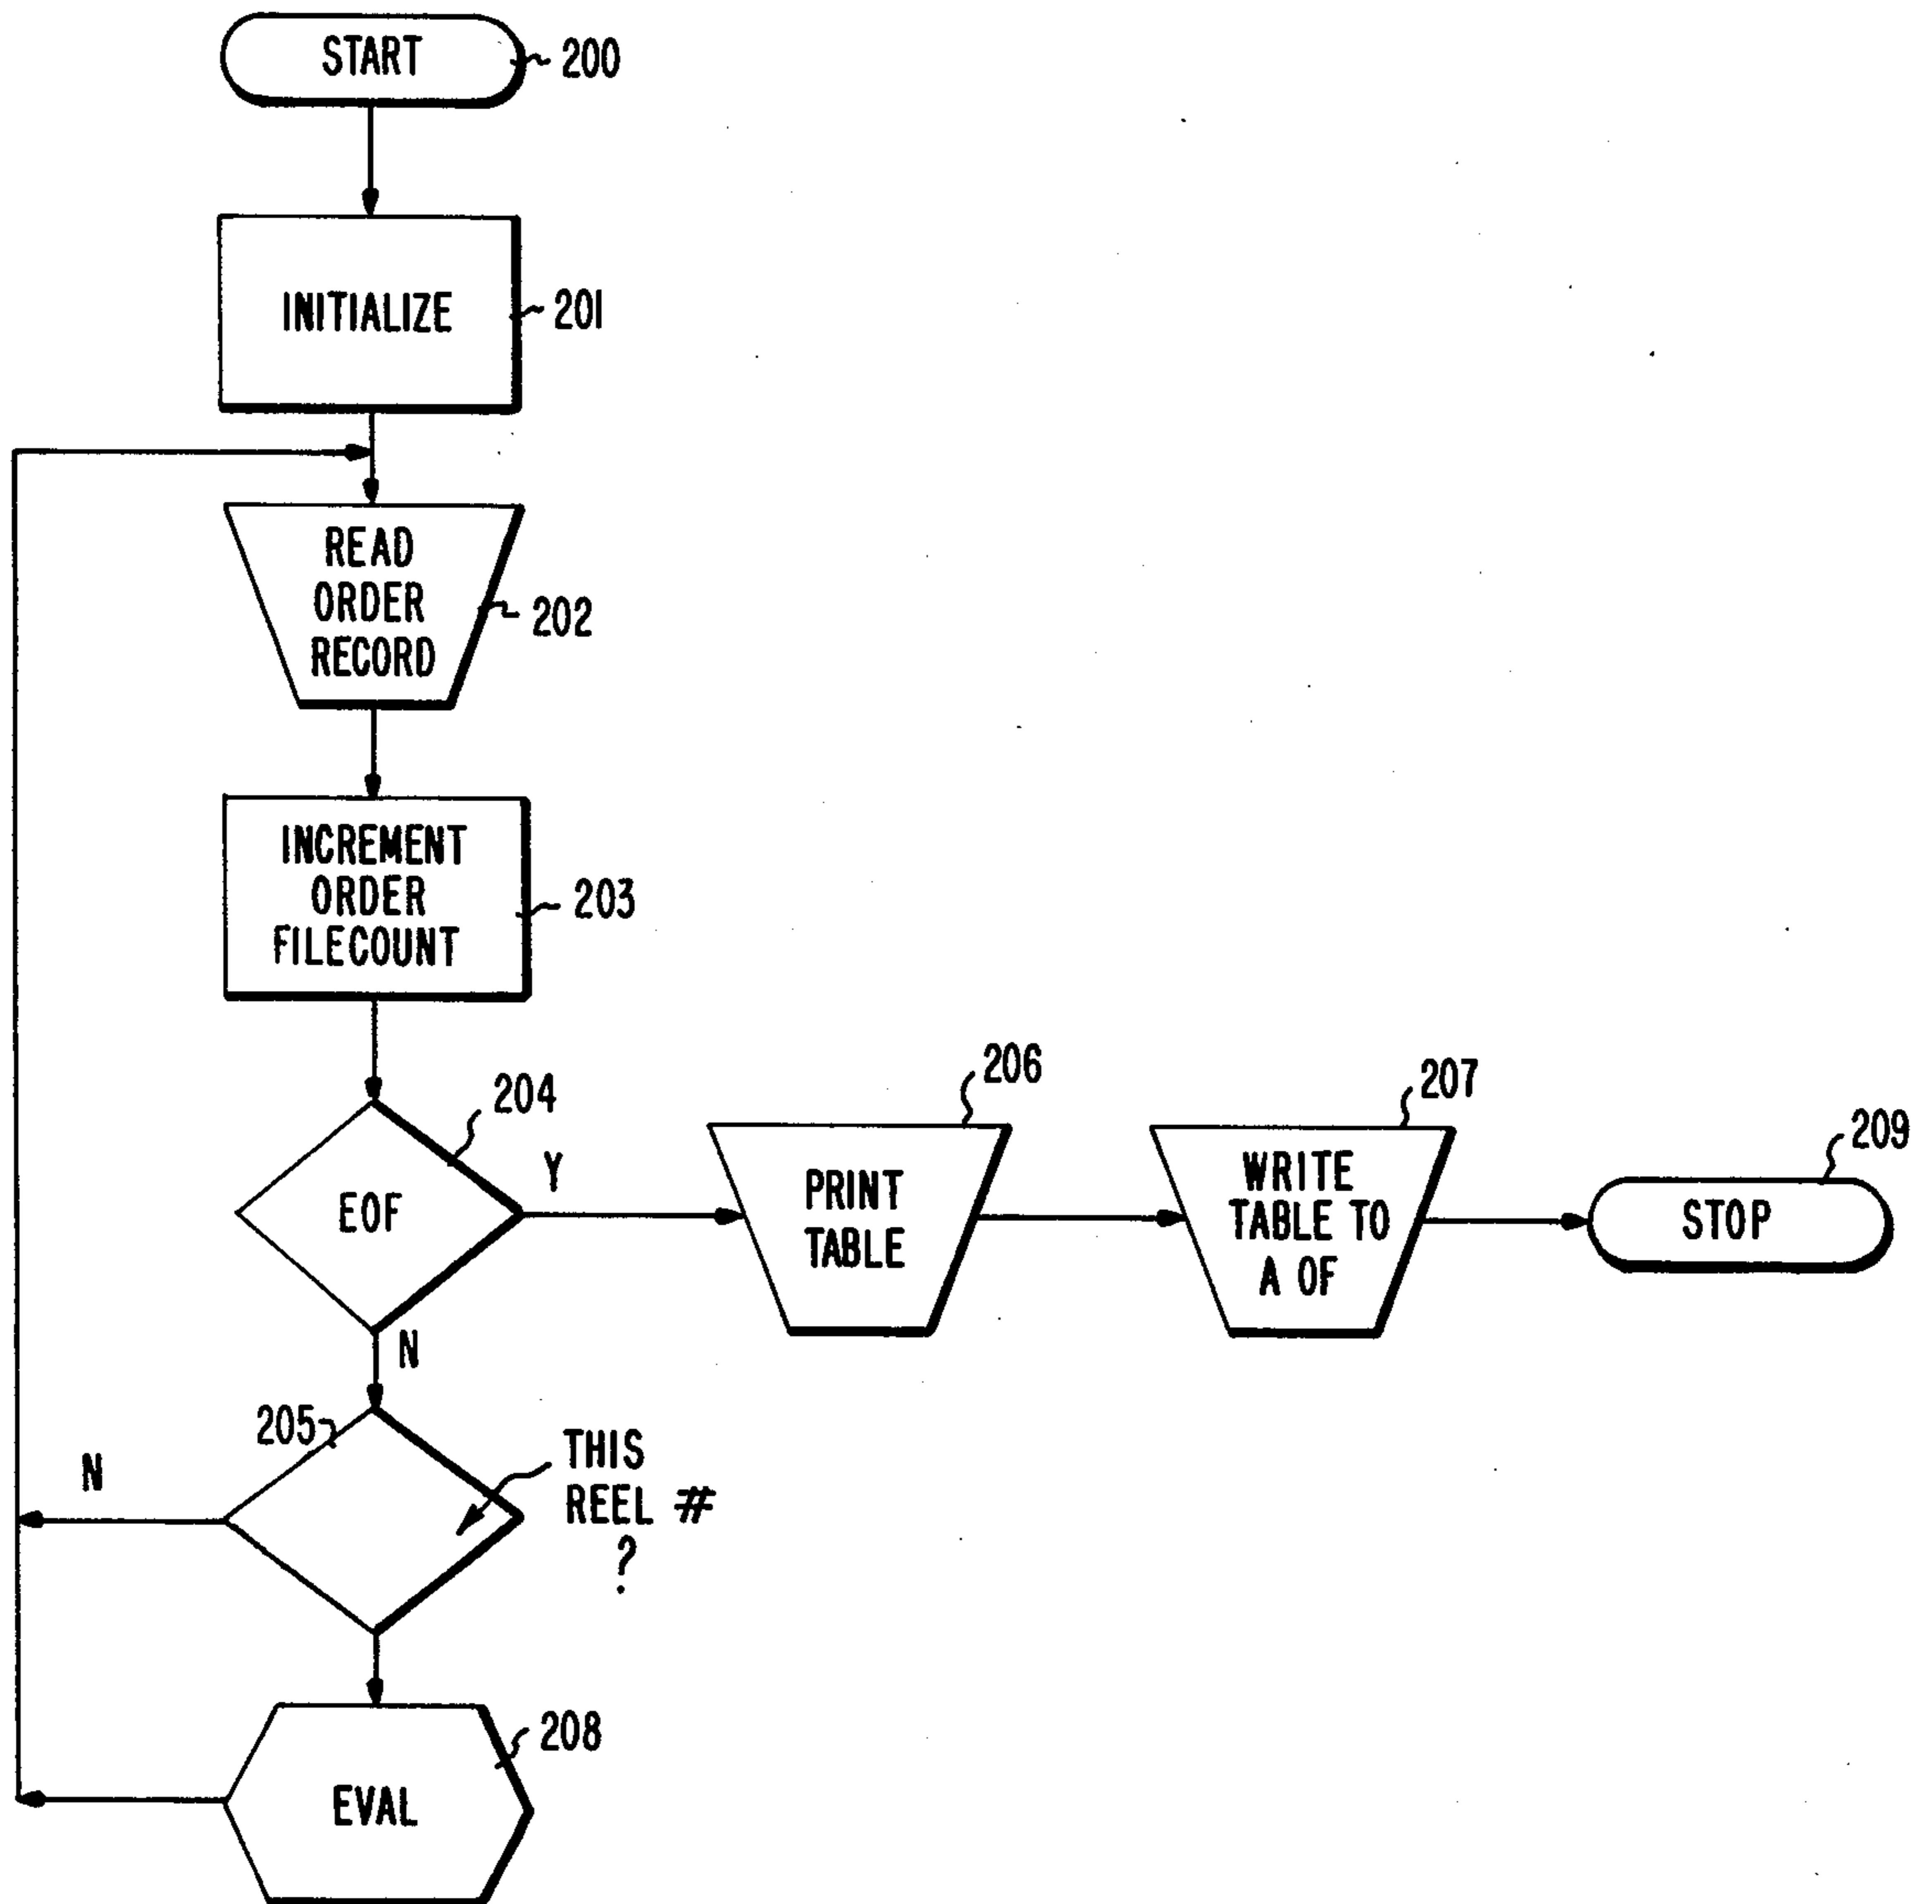 START
200
INITIALIZE
201
READ
ORDER
RECORD
202
INCREMENT
ORDER
FILECOUNT
203
204
EOF
Y
N
206
PRINT
TABLE
207
WRITE
TABLE TO
A OF
209
STOP
205
N
THIS
REEL #
?
208
EVAL